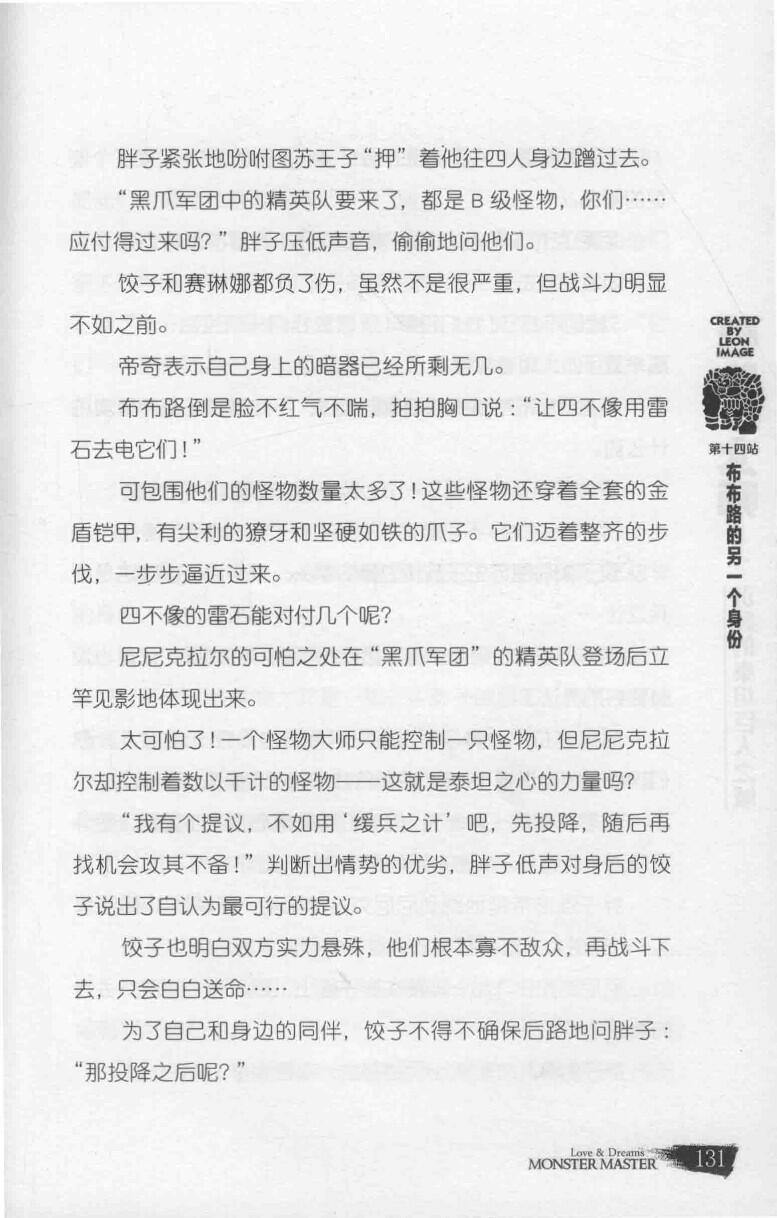 胖子紧张地吩咐图苏王子“押”着他往四人身边蹭过去。
“黑爪军团中的精英队要来了，都是 B 级怪物，你们……
应付得过来吗？”胖子压低声音，偷偷地问他们。
饺子和赛琳娜都负了伤，虽然不是很严重，但战斗力明显
不如之前。
帝奇表示自己身上的暗器已经所剩无几。
布布路倒是脸不红气不喘，拍拍胸口说：“让四不像用雷
石去电它们！”
可包围他们的怪物数量太多了！这些怪物还穿着全套的金
盾铠甲，有尖利的獠牙和坚硬如铁的爪子。它们迈着整齐的步
伐，一步步逼近过来。
四不像的雷石能对付几个呢？
尼尼克拉尔的可怕之处在“黑爪军团”的精英队登场后立
竿见影地体现出来。
太可怕了！一个怪物大师只能控制一只怪物，但尼尼克拉
尔却控制着数以千计的怪物——这就是泰坦之心的力量吗？
“我有个提议，不如用‘缓兵之计’吧，先投降，随后再
找机会攻其不备！”判断出情势的优劣，胖子低声对身后的饺
子说出了自认为最可行的提议。
饺子也明白双方实力悬殊，他们根本寡不敌众，再战斗下
去，只会白白送命……
为了自己和身边的同伴，饺子不得不确保后路地问胖子：
“那投降之后呢？”
CREATED
BY
LEON
IMAGE
第十四站
布布路的另一个身份
Love & Dreams
MONSTER MASTER 131